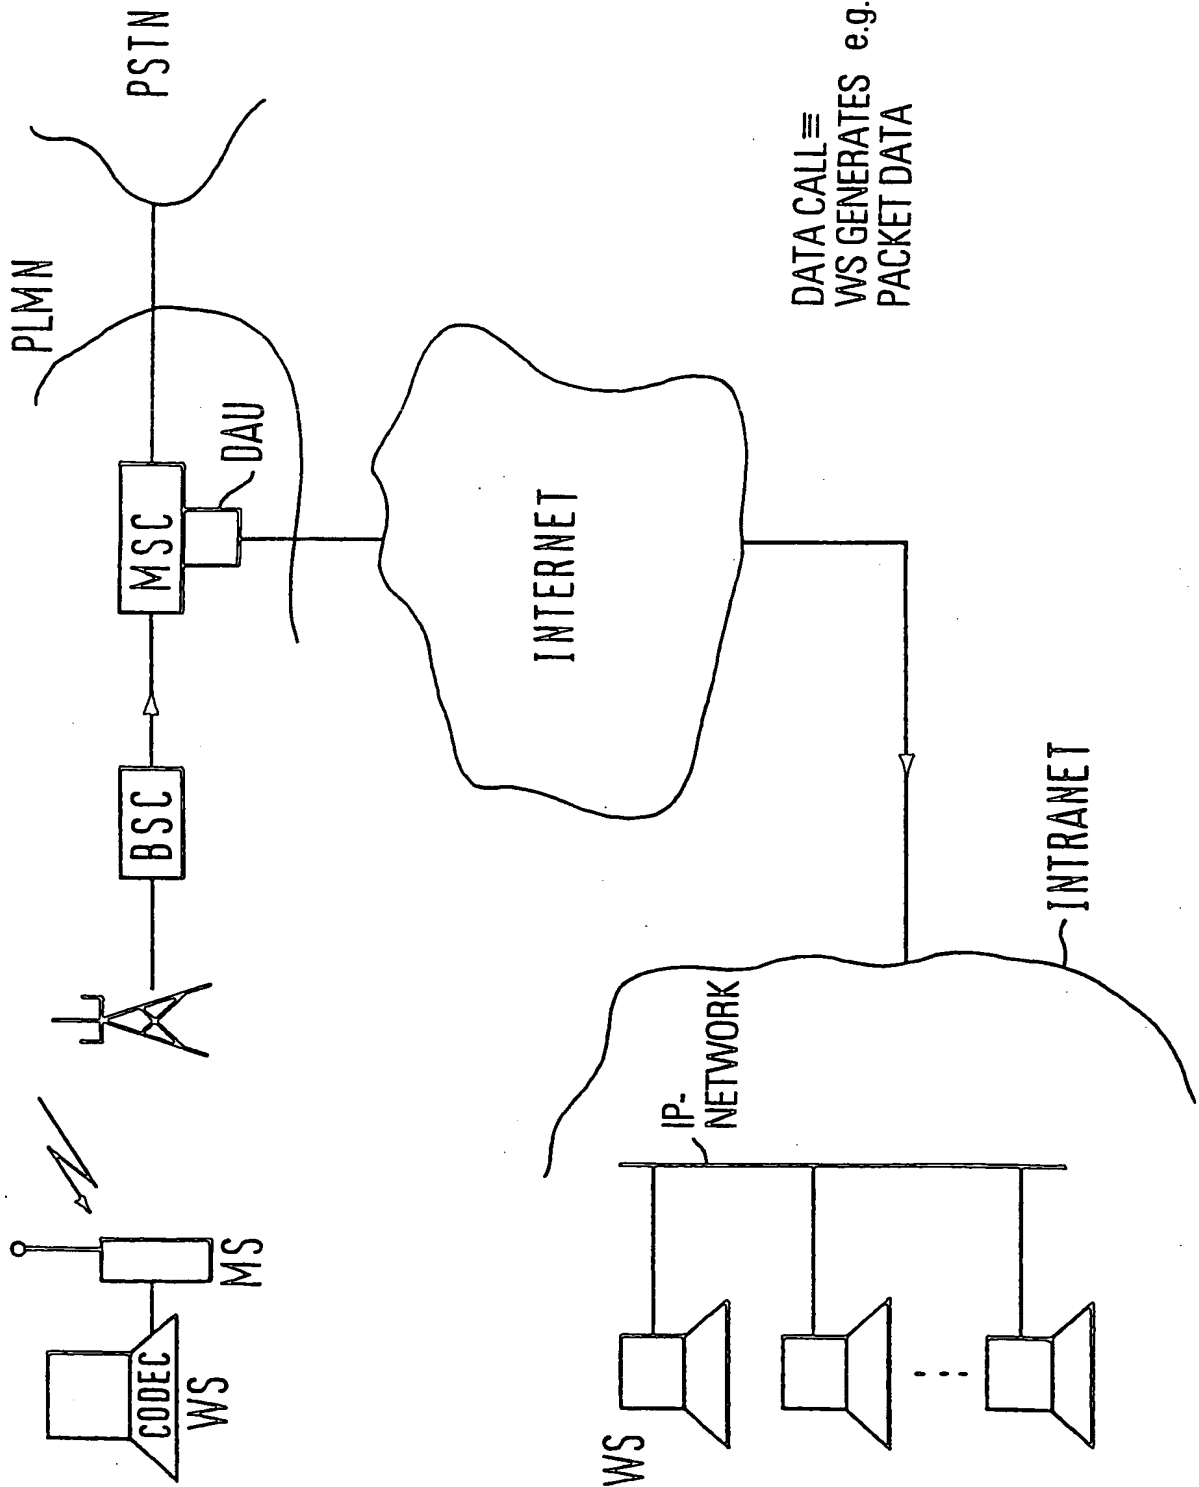 CODEC
WS
MS
BSC
MSC
DAU
PLMN
PSTN
INTERNET
WS
IP-
NETWORK
INTRANET
DATA CALL≡
WS GENERATES e.g.
PACKET DATA